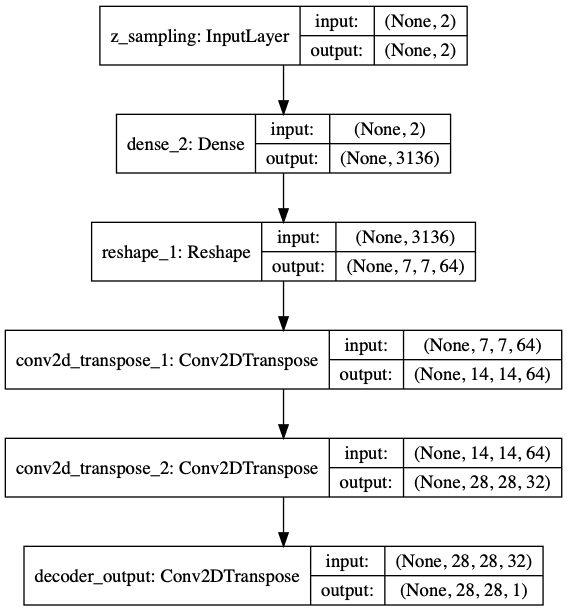 z_sampling: InputLayer
input:
(None, 2)
output:
(None, 2)
dense_2: Dense
input:
(None, 2)
output:
(None, 3136)
reshape_1: Reshape
input:
(None, 3136)
output:
(None, 7, 7, 64)
conv2d_transpose_1: Conv2DTranspose
input:
(None, 7, 7, 64)
output:
(None, 14, 14, 64)
conv2d_transpose_2: Conv2DTranspose
input:
(None, 14, 14, 64)
output:
(None, 28, 28, 32)
decoder_output: Conv2DTranspose
input:
(None, 28, 28, 32)
output:
(None, 28, 28, 1)